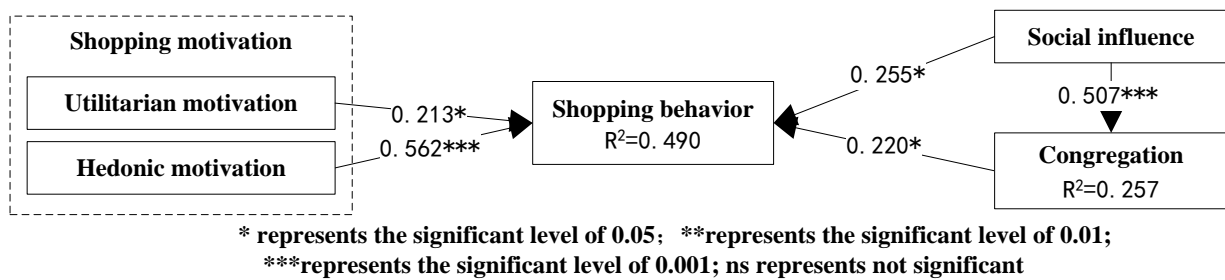 Shopping motivation
Utilitarian motivation
Hedonic motivation
0.213*
0.562***
Shopping behavior
R²=0.490
0.255*
0.220*
Social influence
0.507***
Congregation
R²=0.257
* represents the significant level of 0.05; **represents the significant level of 0.01;
***represents the significant level of 0.001; ns represents not significant